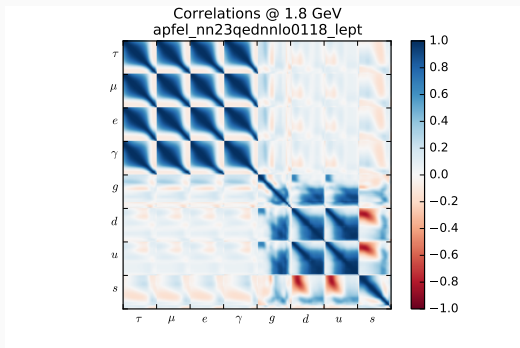 Correlations @ 1.8 GeV
apfel_nn23qednnlo0118_lept
τ
μ
e
γ
g
d
u
s
τ μ e γ g d u s
1.0
0.8
0.6
0.4
0.2
0.0
−0.2
−0.4
−0.6
−0.8
−1.0